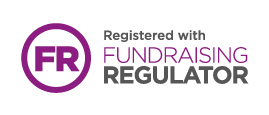 FR
Registered with
FUNDRAISING
REGULATOR